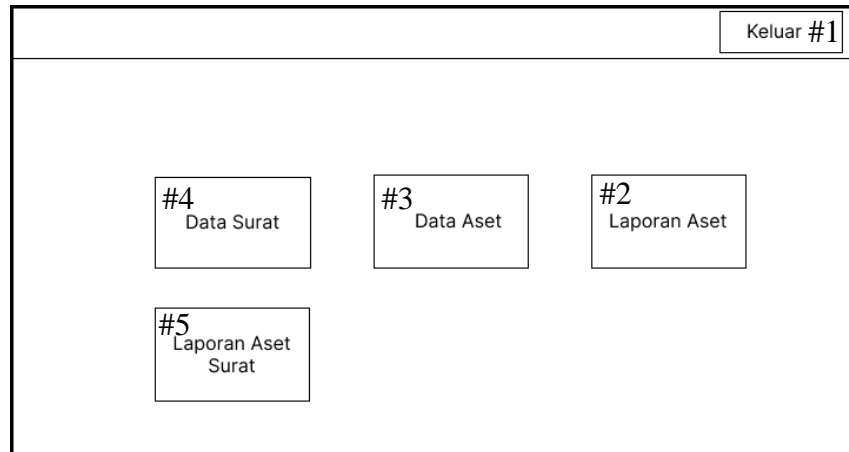 Keluar #1
#4
Data Surat
#3
Data Aset
#2
Laporan Aset
#5
Laporan Aset
Surat